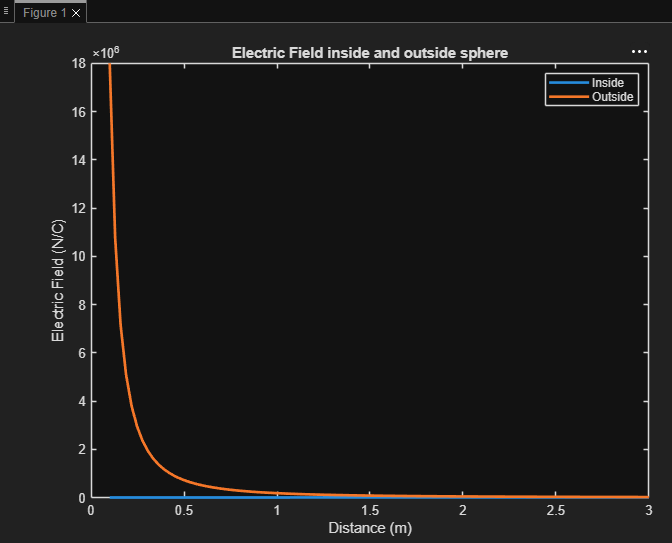 Figure 1 ×
×10⁶
Electric Field inside and outside sphere
Inside
Outside
18
16
14
12
10
8
6
4
2
0
Electric Field (N/C)
0 0.5 1 1.5 2 2.5 3
Distance (m)